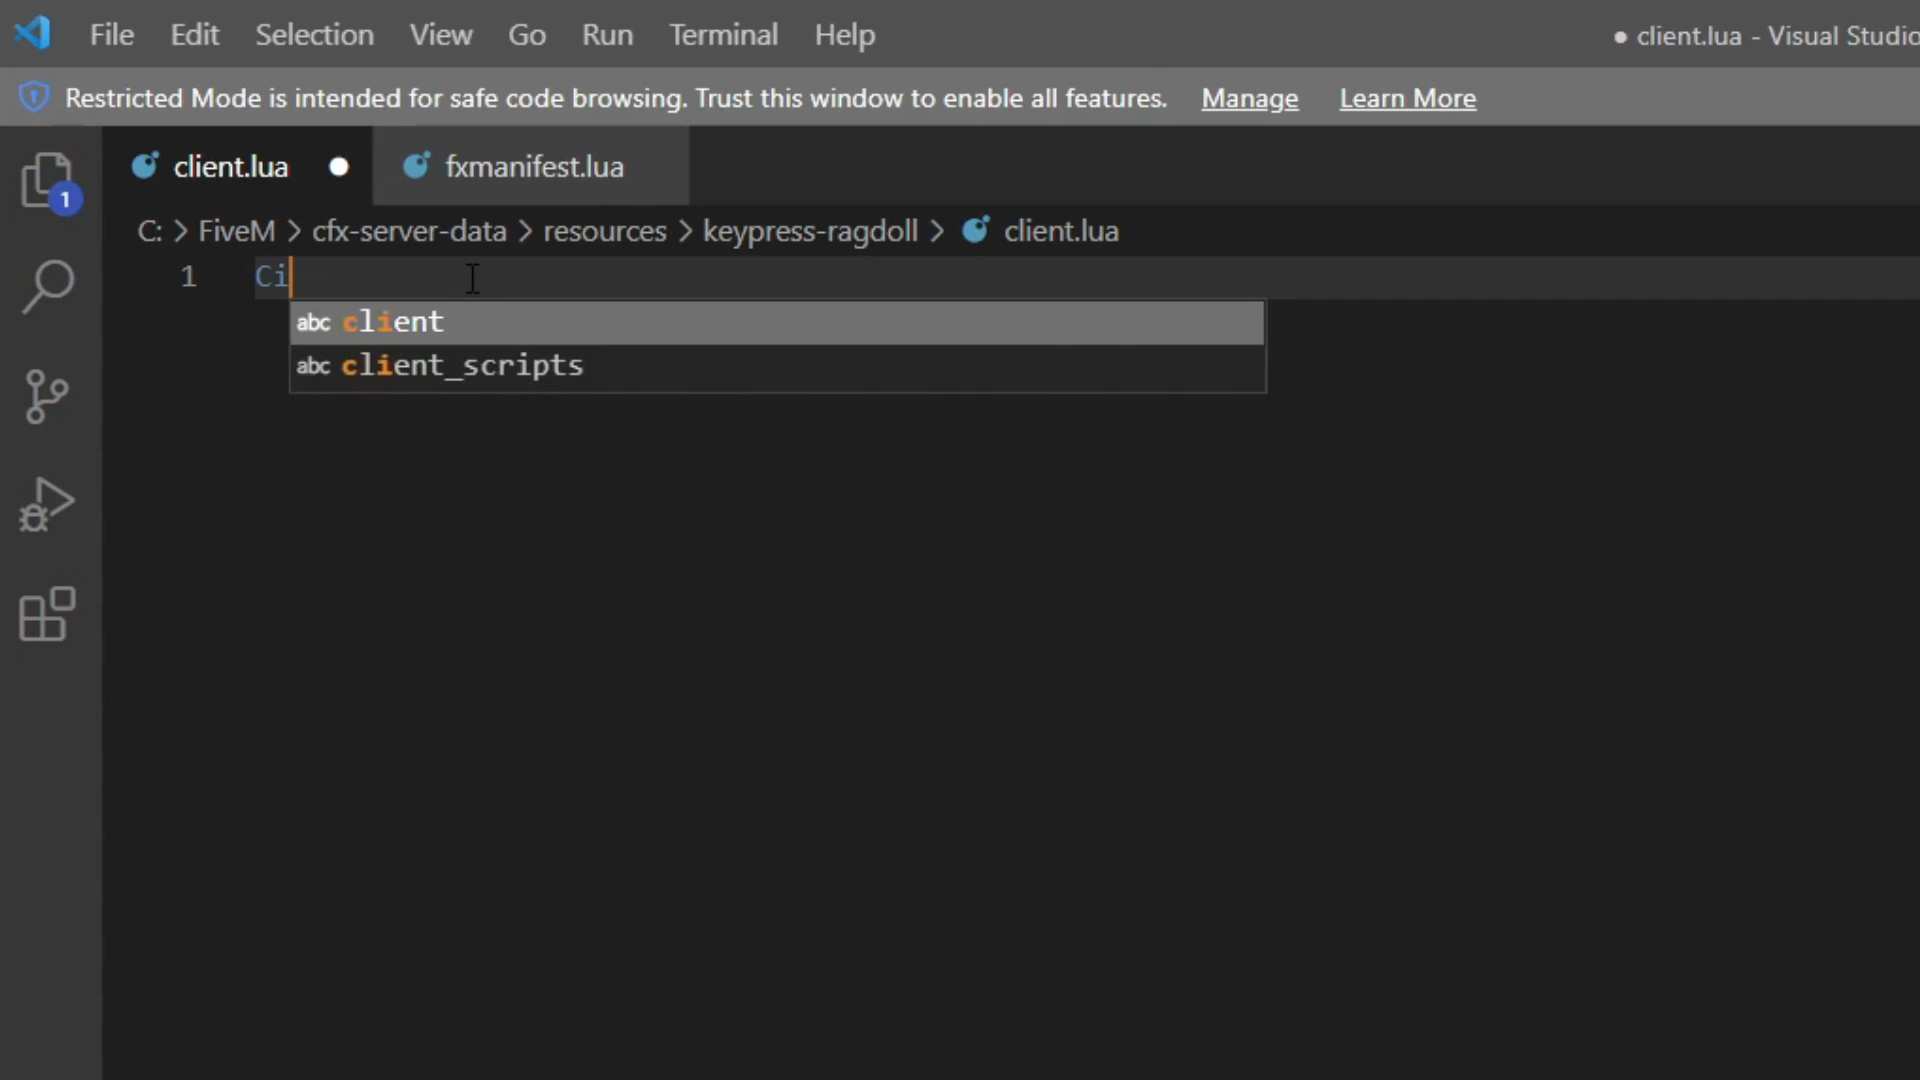 File Edit Selection View Go Run Terminal Help ● client.lua - Visual Studio
Restricted Mode is intended for safe code browsing. Trust this window to enable all features. Manage Learn More
client.lua ● fxmanifest.lua
1
C: > FiveM > cfx-server-data > resources > keypress-ragdoll > client.lua
1 Ci
abc client
abc client_scripts